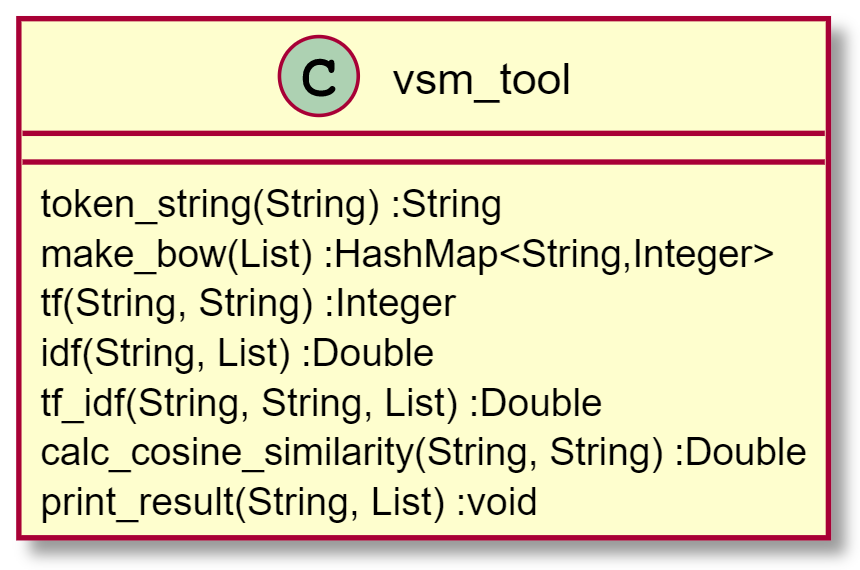 C vsm_tool
token_string(String) :String
make_bow(List) :HashMap<String,Integer>
tf(String, String) :Integer
idf(String, List) :Double
tf_idf(String, String, List) :Double
calc_cosine_similarity(String, String) :Double
print_result(String, List) :void